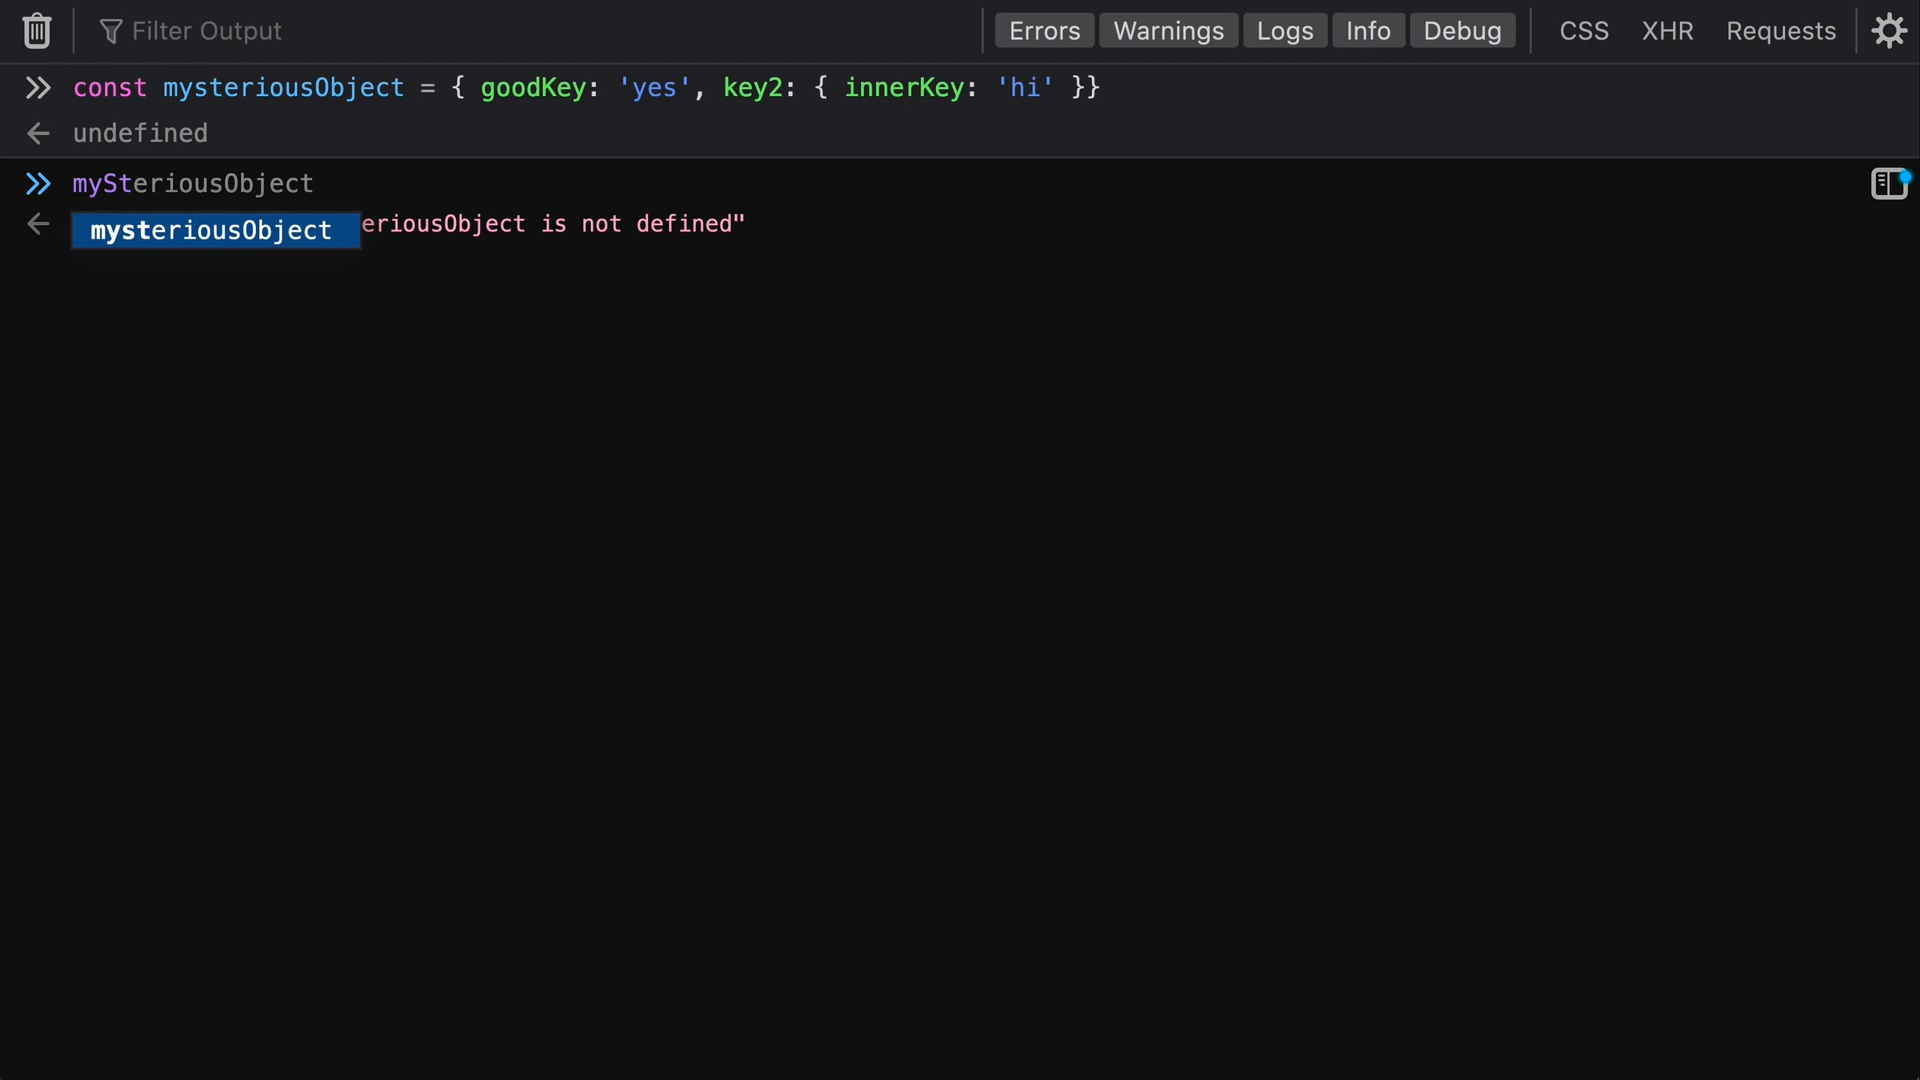 Filter Output Errors Warnings Logs Info Debug CSS XHR Requests
const mysteriousObject = { goodKey: 'yes', key2: { innerKey: 'hi' }}
undefined
mySteriousObject
mysteriousObject eriousObject is not defined"